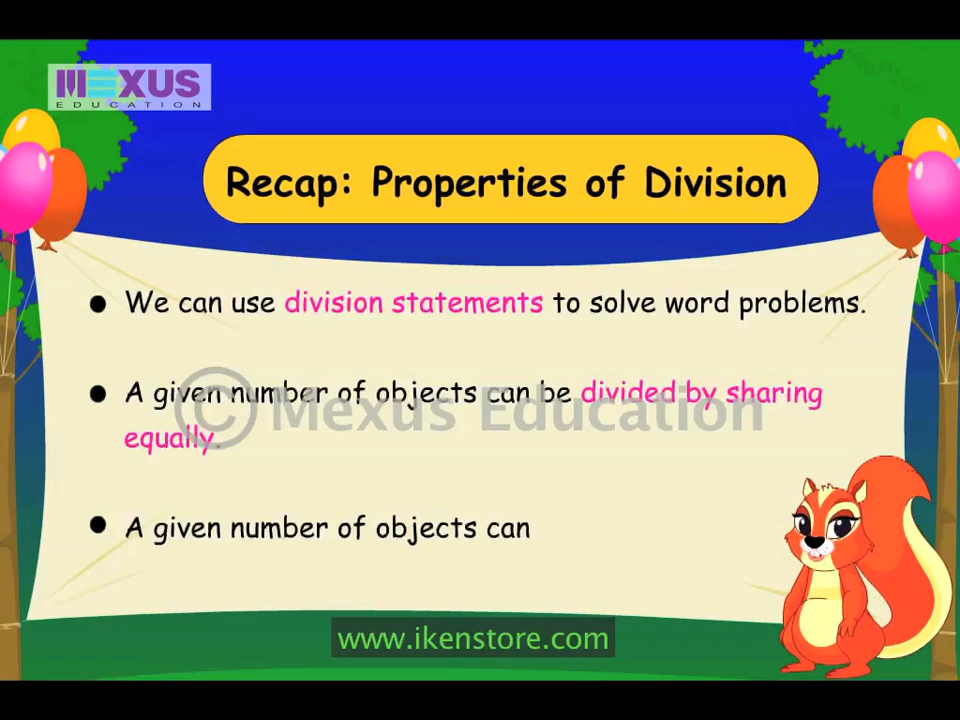 MEXUS
EDUCATION
Recap: Properties of Division
We can use division statements to solve word problems.
A given number of objects can be divided by sharing
equally.
© Mexus Education
A given number of objects can
www.ikenstore.com